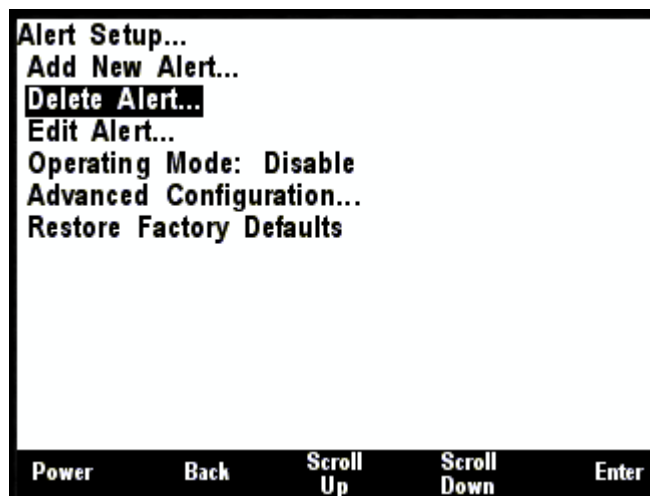 Alert Setup...
Add New Alert...
Delete Alert...
Edit Alert...
Operating Mode: Disable
Advanced Configuration...
Restore Factory Defaults
Power Back Scroll Up Scroll Down Enter